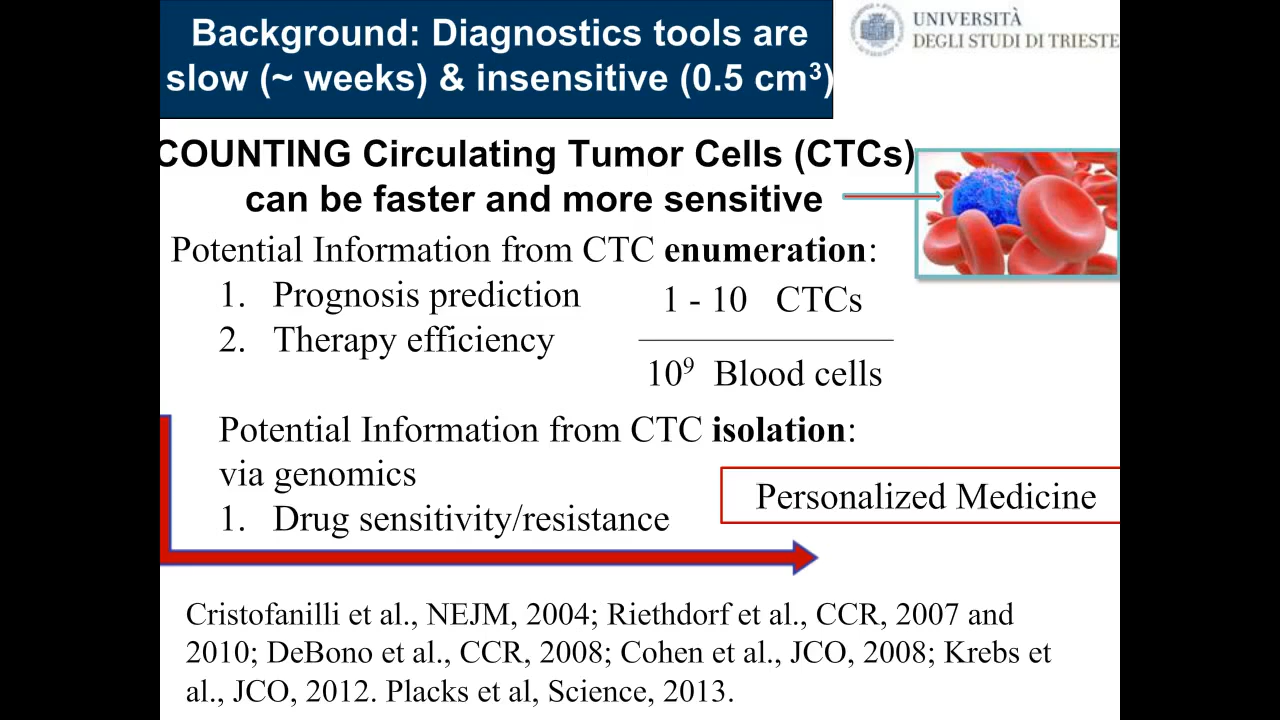 Background: Diagnostics tools are
slow (~ weeks) & insensitive (0.5 cm³)
UNIVERSITÀ
DEGLI STUDI DI TRIESTE
COUNTING Circulating Tumor Cells (CTCs)
can be faster and more sensitive
Potential Information from CTC enumeration:
1. Prognosis prediction
2. Therapy efficiency
1 - 10 CTCs
10⁹ Blood cells
Potential Information from CTC isolation:
via genomics
1. Drug sensitivity/resistance
Personalized Medicine
Cristofanilli et al., NEJM, 2004; Riethdorf et al., CCR, 2007 and
2010; DeBono et al., CCR, 2008; Cohen et al., JCO, 2008; Krebs et
al., JCO, 2012. Placks et al, Science, 2013.